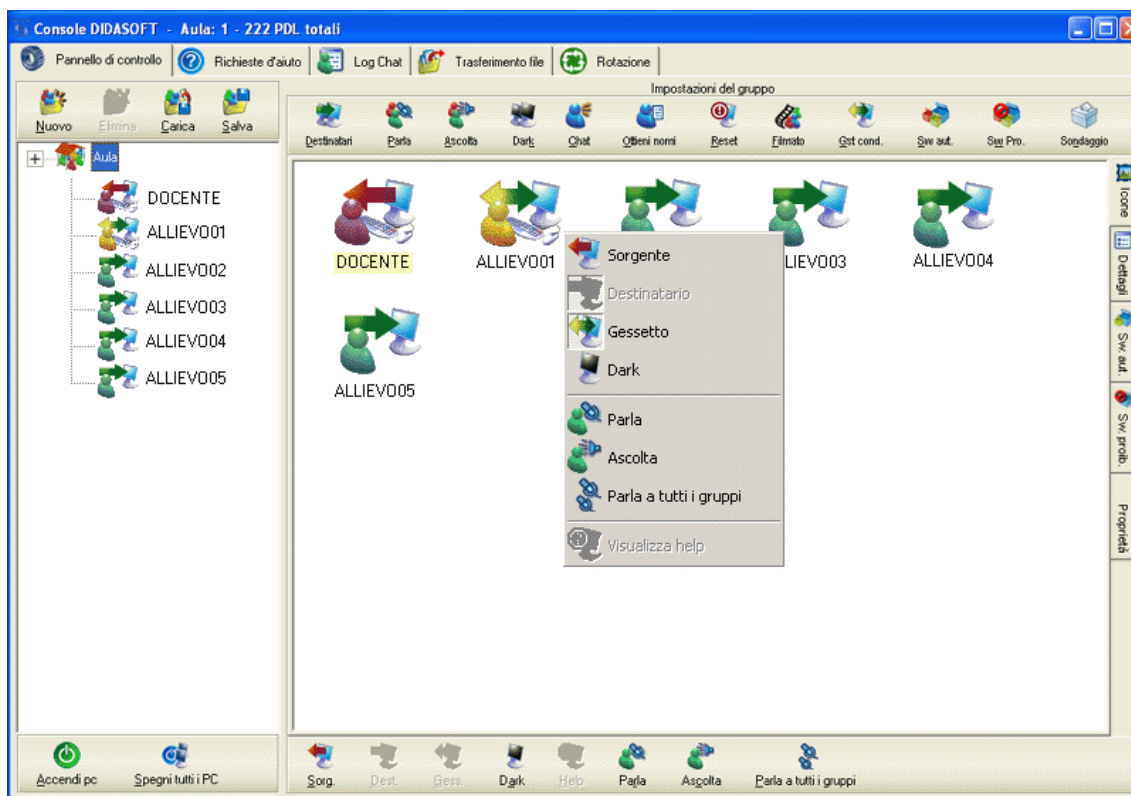 Console DIDASOFT - Aula: 1 - 222 PDL totali
Pannello di controllo
Richieste d'aiuto
Log Chat
Trasferimento file
Rotazione
Nuovo
Elimina
Carica
Salva
Impostazioni del gruppo
Destinatari
Parla
Ascolta
Dark
Chat
Ottieni nomi
Reset
Filmato
Gst cond.
Sw aut.
Sw Pro.
Sondaggio
Aula
DOCENTE
ALLIEVO01
ALLIEVO02
ALLIEVO03
ALLIEVO04
ALLIEVO05
DOCENTE
ALLIEVO01
LIEVO03
ALLIEVO04
ALLIEVO05
Sorgente
Destinatario
Gessetto
Dark
Parla
Ascolta
Parla a tutti i gruppi
Visualizza help
Icone
Dettagli
Sw. aut.
Sw. proib.
Proprietà
Accendi pc
Spegni tutti i PC
Sorg.
Dest.
Gess.
Dark
Help
Parla
Ascolta
Parla a tutti i gruppi